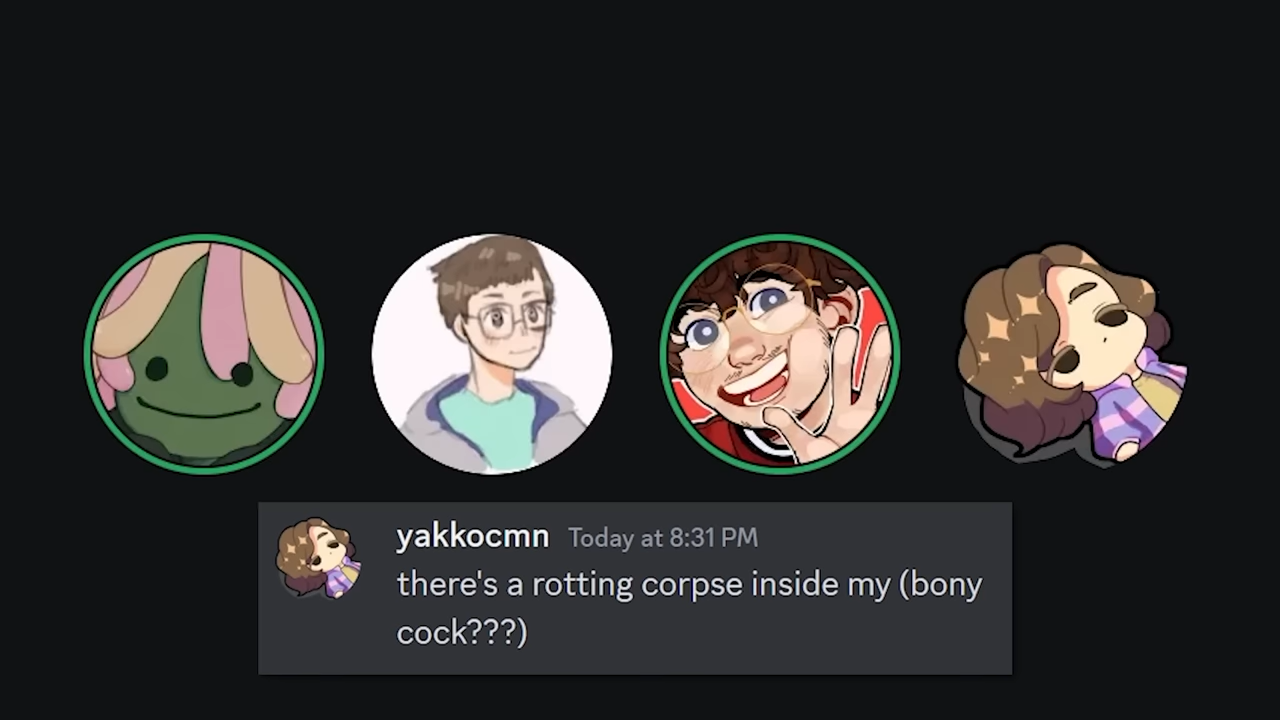 yakkocmn Today at 8:31 PM
there's a rotting corpse inside my (bony
cock???)